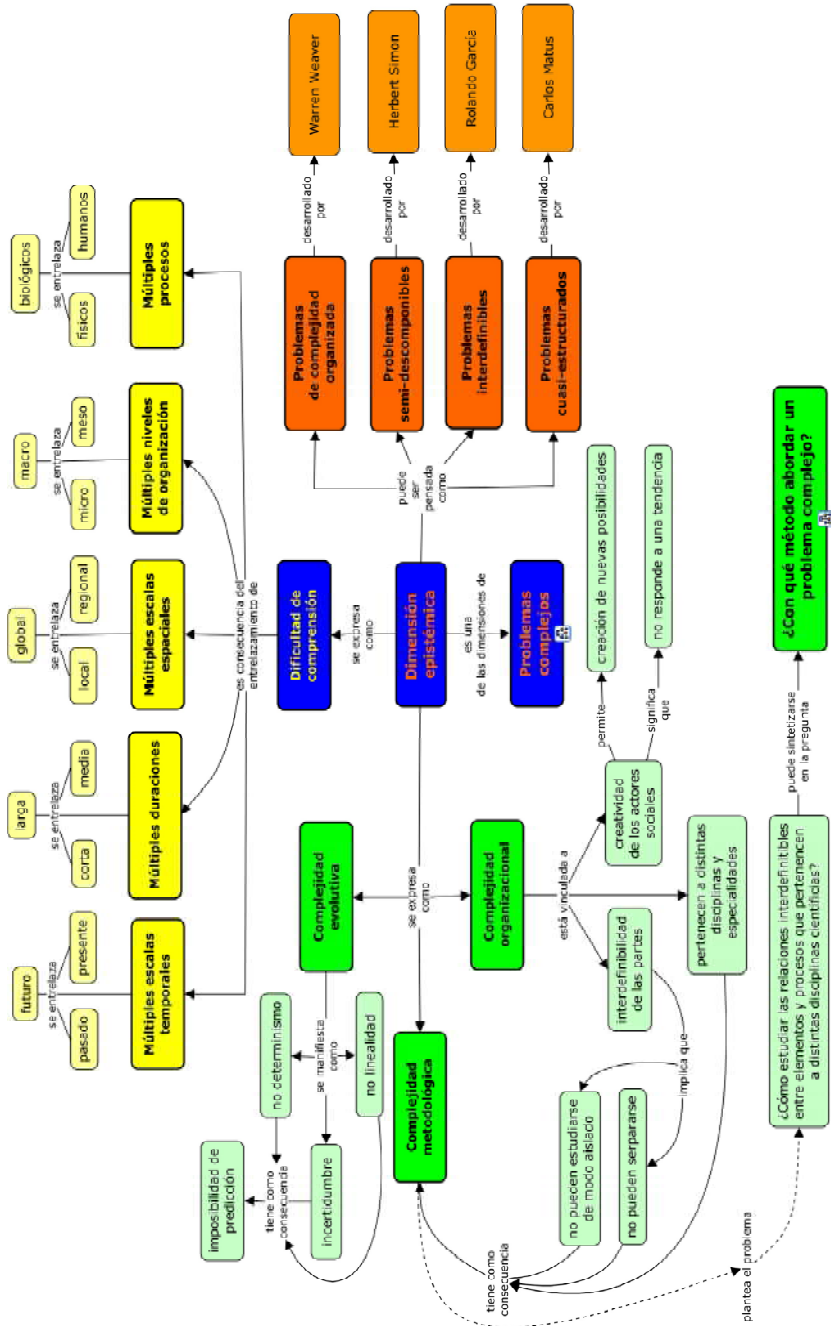 futuro
larga
global
macro
biológicos
se entrelaza
se entrelaza
se entrelaza
se entrelaza
se entrelaza
pasado
presente
corta
media
local
regional
micro
meso
físicos
humanos
Múltiples escalas
temporales
Múltiples duraciones
Múltiples escalas
espaciales
Múltiples niveles
de organización
Múltiples
procesos
es consecuencia del
entrelazamiento de
imposibilidad de
predicción
no determinismo
tiene como
consecuencia
incertidumbre
se manifiesta
como
no linealidad
Complejidad
evolutiva
Dificultad de
comprensión
se expresa
como
Problemas
de complejidad
organizada
desarrollado
por
Warren Weaver
Complejidad
metodológica
se expresa
como
Dimensión
epistémica
puede
ser
pensada
como
Problemas
semi-descomponibles
desarrollado
por
Herbert Simon
Problemas
interdefinibles
desarrollado
por
Rolando García
Problemas
cuasi-estructurados
desarrollado
por
Carlos Matus
es una
de las dimensiones de
Problemas
complejos
Complejidad
organizacional
tiene como
consecuencia
no pueden estudiarse
de modo aislado
no pueden serpararse
implica que
está vinculada a
interdefinibilidad
de las partes
creatividad
de los actores
sociales
permite
creación de nuevas posibilidades
significa
que
no responde a una tendencia
pertenecen a distintas
disciplinas y
especialidades
plantea el problema
¿Cómo estudiar las relaciones interdefinitibles
entre elementos y procesos que pertenencen
a distintas disciplinas científicas?
puede sintetizarse
en la pregunta
¿Con qué método abordar un
problema complejo?